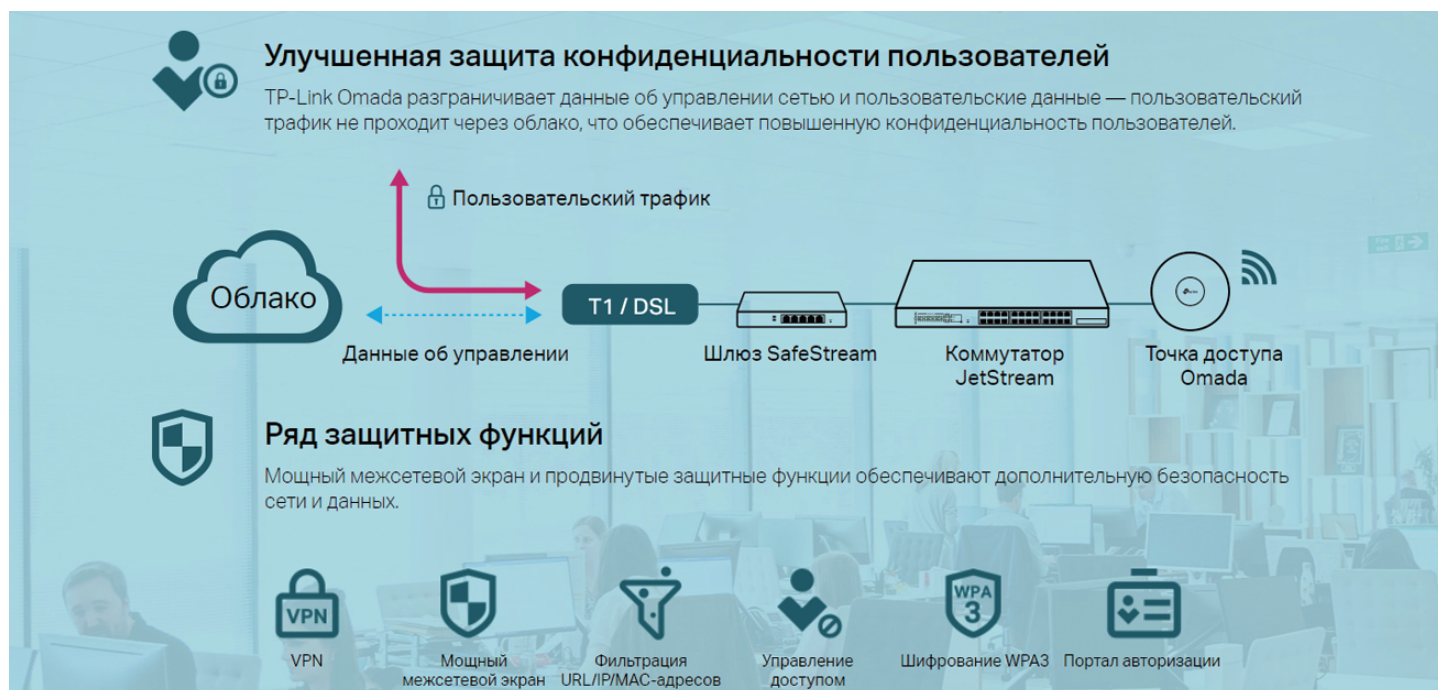 Улучшенная защита конфиденциальности пользователей
TP-Link Omada разграничивает данные об управлении сетью и пользовательские данные — пользовательский
трафик не проходит через облако, что обеспечивает повышенную конфиденциальность пользователей.
Пользовательский трафик
Облако
T1 / DSL
Данные об управлении
Шлюз SafeStream
Коммутатор
JetStream
Точка доступа
Omada
Ряд защитных функций
Мощный межсетевой экран и продвинутые защитные функции обеспечивают дополнительную безопасность
сети и данных.
VPN
WPA
3
VPN
Мощный
межсетевой экран
Фильтрация
URL/IP/MAC-адресов
Управление
доступом
Шифрование WPA3
Портал авторизации